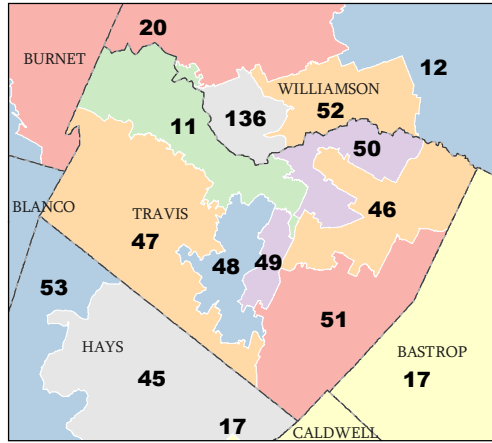 20
BURNET
12
WILLIAMSON
52
136
11
50
BLANCO
TRAVIS
46
47
48
49
53
51
HAYS
45
BASTROP
17
17
CALDWELL